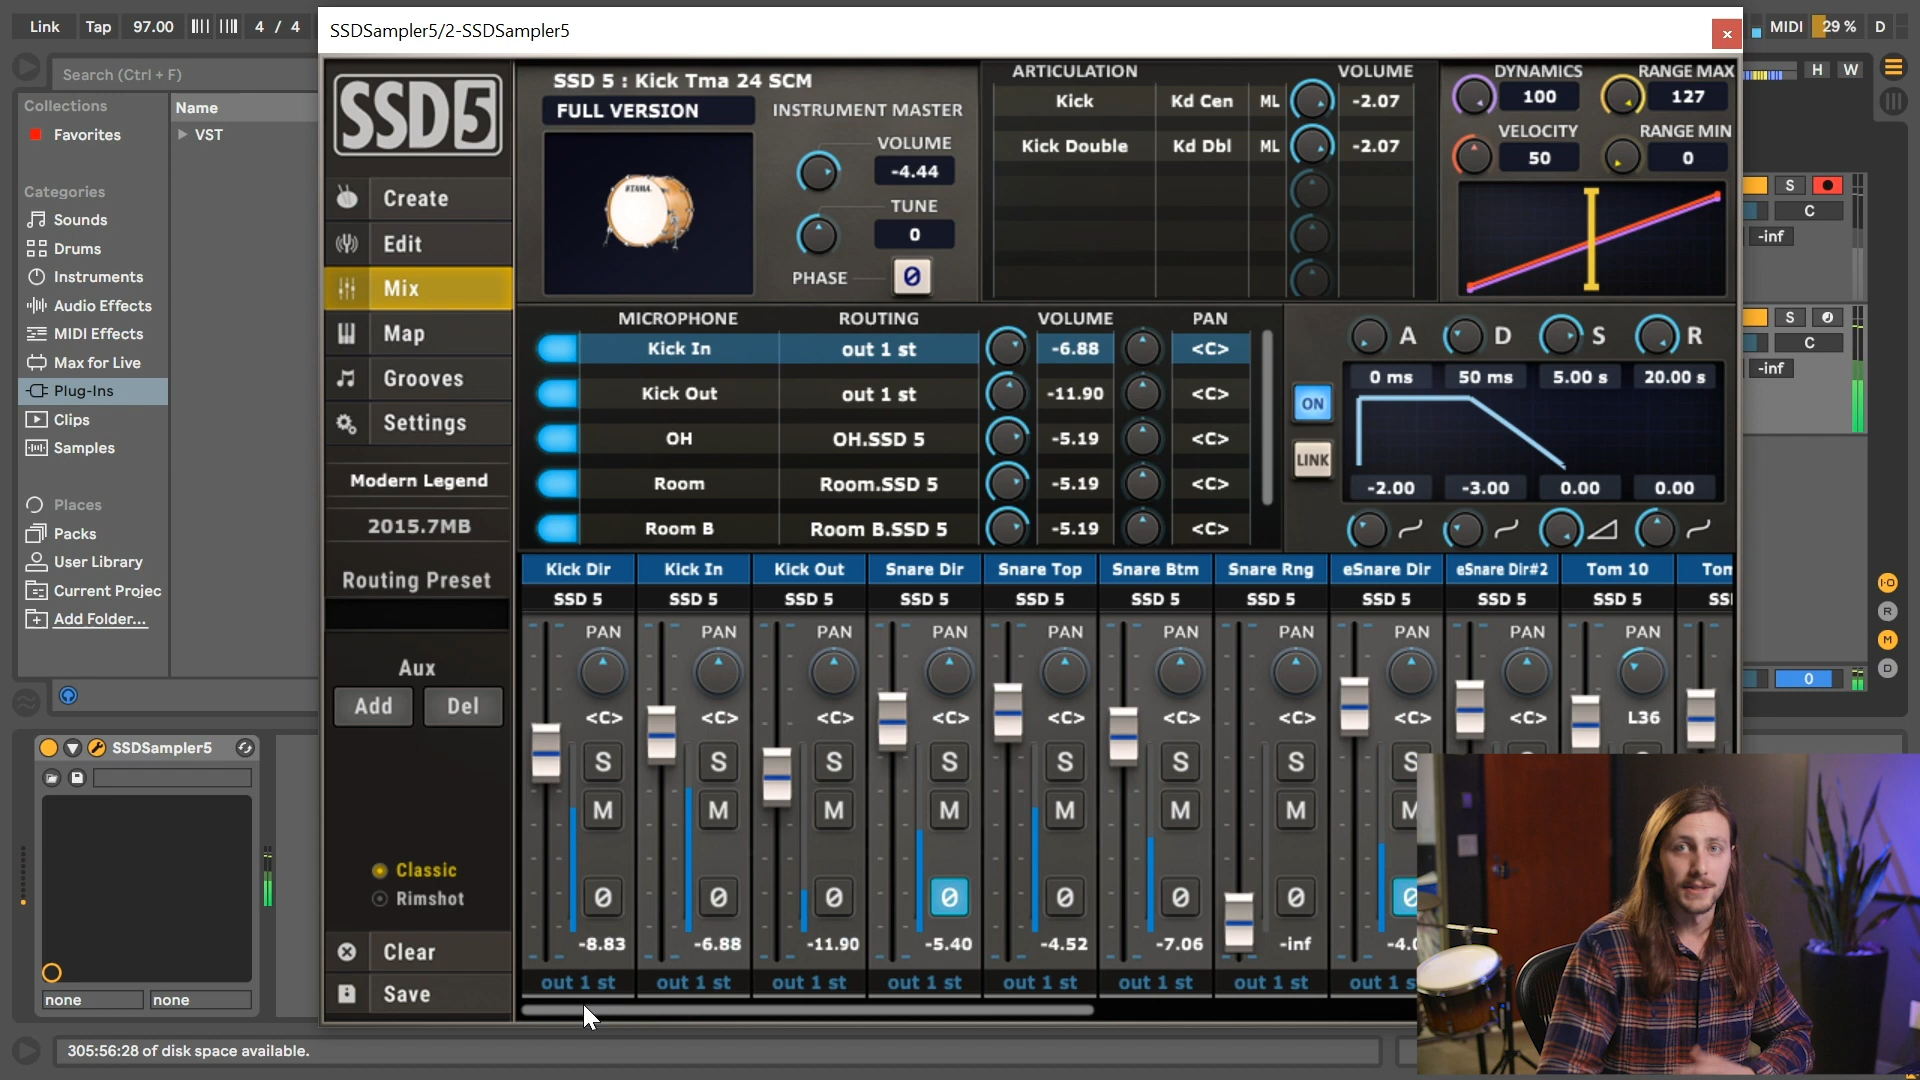 Link Tap 97.00 4 / 4
SSDSampler5/2-SSDSampler5
MIDI 29 % D
Search (Ctrl + F)
H W
Collections
Favorites
Name
VST
Categories
Sounds
Drums
Instruments
Audio Effects
MIDI Effects
Max for Live
Plug-Ins
Clips
Samples
Places
Packs
User Library
Current Projec
Add Folder...
SSD5
Create
Edit
Mix
Map
Grooves
Settings
Modern Legend
2015.7MB
Routing Preset
Aux
Add Del
Classic
Rimshot
Clear
Save
SSD 5 : Kick Tma 24 SCM
FULL VERSION
INSTRUMENT MASTER
TAMA
VOLUME
-4.44
TUNE
0
PHASE Ø
ARTICULATION VOLUME
Kick Kd Cen ML -2.07
Kick Double Kd Dbl ML -2.07
DYNAMICS RANGE MAX
100 127
VELOCITY RANGE MIN
50 0
MICROPHONE ROUTING VOLUME PAN
Kick In out 1 st -6.88 <C>
Kick Out out 1 st -11.90 <C>
OH OH.SSD 5 -5.19 <C>
Room Room.SSD 5 -5.19 <C>
Room B Room B.SSD 5 -5.19 <C>
ON
LINK
A D S R
0 ms 50 ms 5.00 s 20.00 s
-2.00 -3.00 0.00 0.00
Kick Dir Kick In Kick Out Snare Dir Snare Top Snare Btm Snare Rng eSnare Dir eSnare Dir#2 Tom 10 Ton
SSD 5 SSD 5 SSD 5 SSD 5 SSD 5 SSD 5 SSD 5 SSD 5 SSD 5 SSD 5 SSI
PAN PAN PAN PAN PAN PAN PAN PAN PAN PAN
<C> <C> <C> <C> <C> <C> <C> <C> <C> L36
S S S S S S S S
M M M M M M M M
Ø Ø Ø Ø Ø Ø Ø Ø
-8.83 -6.88 -11.90 -5.40 -4.52 -7.06 -inf -4.0
out 1 st out 1 st out 1 st out 1 st out 1 st out 1 st out 1 st out 1 s
S
C
-inf
S
C
-inf
0
I·O
R
M
D
SSDSampler5
none none
305:56:28 of disk space available.